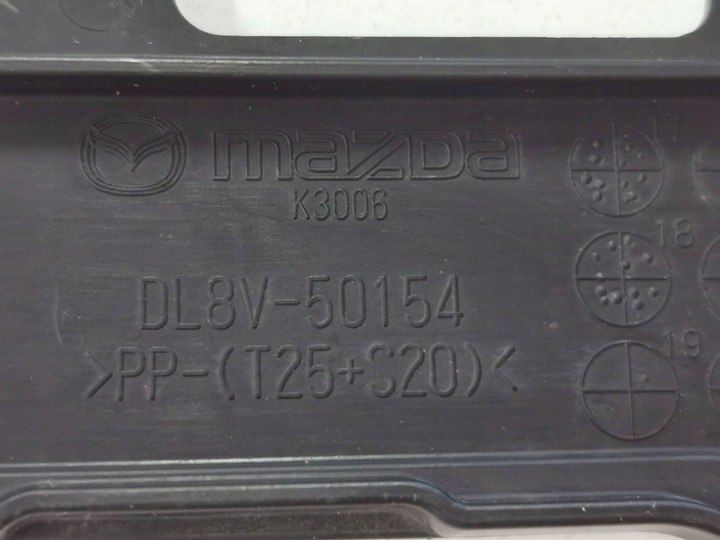 mazda
K3006
DL8V-50154
>PP-(T25+S20)<
17
18
19